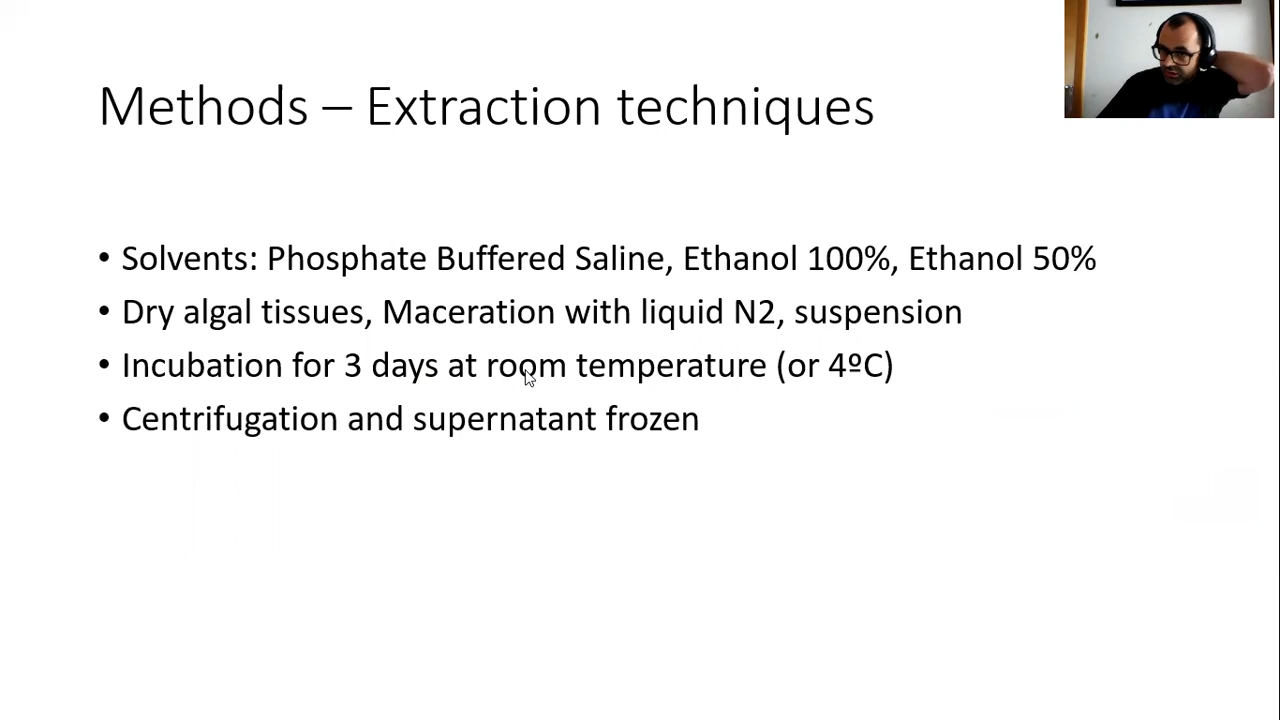 Methods – Extraction techniques
• Solvents: Phosphate Buffered Saline, Ethanol 100%, Ethanol 50%
• Dry algal tissues, Maceration with liquid N2, suspension
• Incubation for 3 days at room temperature (or 4ºC)
• Centrifugation and supernatant frozen